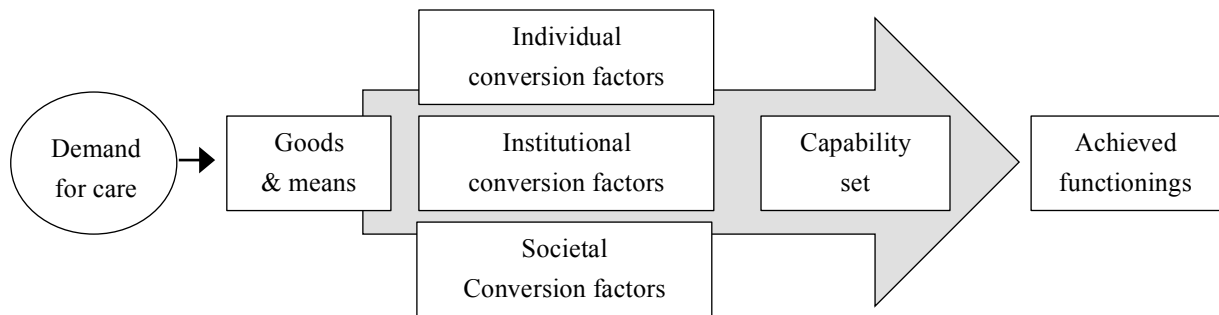 Demand
for care
Goods
& means
Individual
conversion factors
Institutional
conversion factors
Societal
Conversion factors
Capability
set
Achieved
functionings